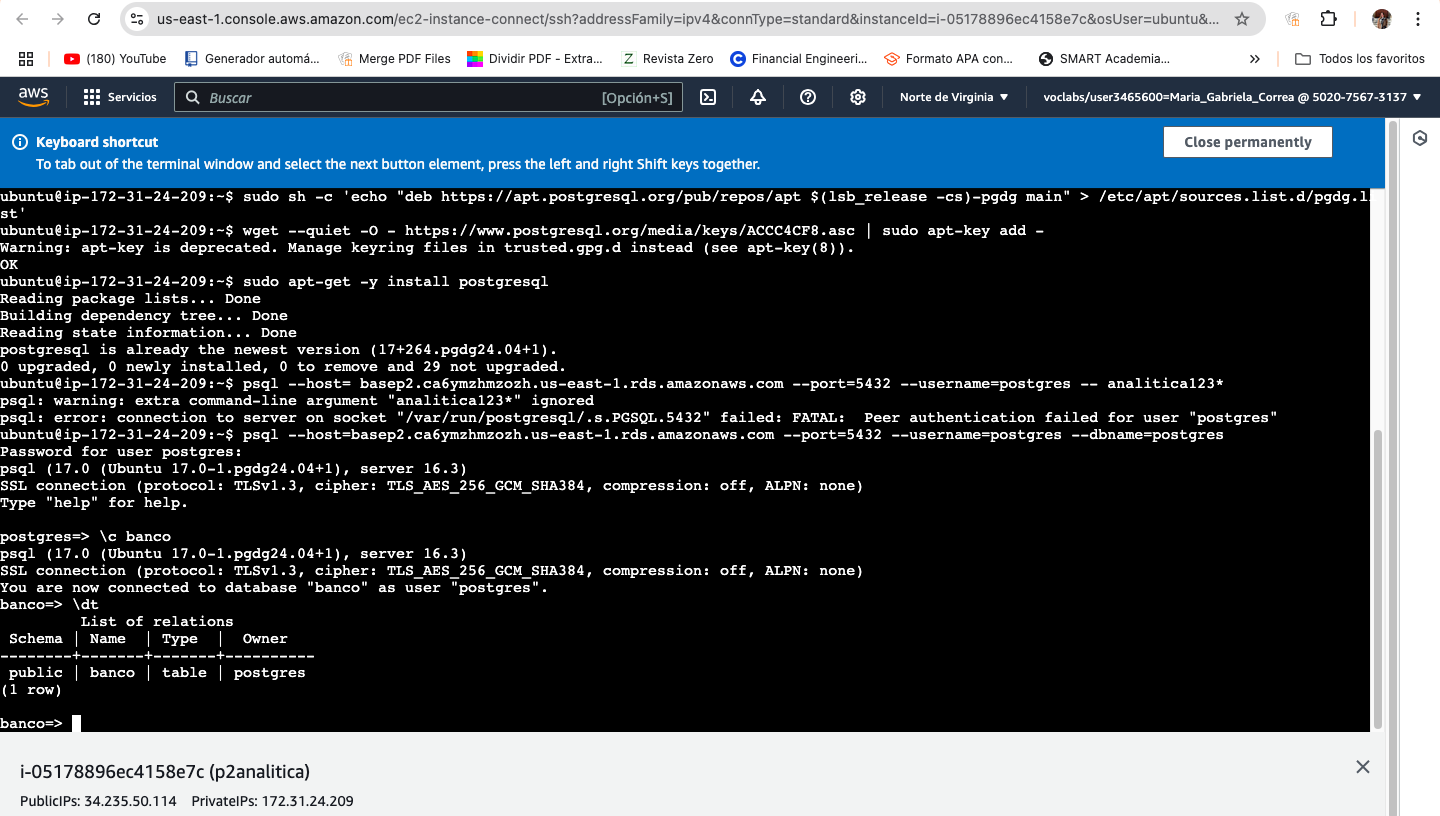 us-east-1.console.aws.amazon.com/ec2-instance-connect/ssh?addressFamily=ipv4&connType=standard&instanceId=i-05178896ec4158e7c&osUser=ubuntu&...
(180) YouTube Generador automá... Merge PDF Files Dividir PDF - Extra... Revista Zero Financial Engineeri... Formato APA con... SMART Academia... » Todos los favoritos
aws Servicios Buscar [Opción+S] Norte de Virginia voclabs/user3465600=Maria_Gabriela_Correa @ 5020-7567-3137
Keyboard shortcut
To tab out of the terminal window and select the next button element, press the left and right Shift keys together.
Close permanently
ubuntu@ip-172-31-24-209:~$ sudo sh -c 'echo "deb https://apt.postgresql.org/pub/repos/apt $(lsb_release -cs)-pgdg main" > /etc/apt/sources.list.d/pgdg.li
st'
ubuntu@ip-172-31-24-209:~$ wget --quiet -O - https://www.postgresql.org/media/keys/ACCC4CF8.asc | sudo apt-key add -
Warning: apt-key is deprecated. Manage keyring files in trusted.gpg.d instead (see apt-key(8)).
OK
ubuntu@ip-172-31-24-209:~$ sudo apt-get -y install postgresql
Reading package lists... Done
Building dependency tree... Done
Reading state information... Done
postgresql is already the newest version (17+264.pgdg24.04+1).
0 upgraded, 0 newly installed, 0 to remove and 29 not upgraded.
ubuntu@ip-172-31-24-209:~$ psql --host= basep2.ca6ymzhmzozh.us-east-1.rds.amazonaws.com --port=5432 --username=postgres -- analitica123*
psql: warning: extra command-line argument "analitica123*" ignored
psql: error: connection to server on socket "/var/run/postgresql/.s.PGSQL.5432" failed: FATAL:  Peer authentication failed for user "postgres"
ubuntu@ip-172-31-24-209:~$ psql --host=basep2.ca6ymzhmzozh.us-east-1.rds.amazonaws.com --port=5432 --username=postgres --dbname=postgres
Password for user postgres:
psql (17.0 (Ubuntu 17.0-1.pgdg24.04+1), server 16.3)
SSL connection (protocol: TLSv1.3, cipher: TLS_AES_256_GCM_SHA384, compression: off, ALPN: none)
Type "help" for help.
postgres=> \c banco
psql (17.0 (Ubuntu 17.0-1.pgdg24.04+1), server 16.3)
SSL connection (protocol: TLSv1.3, cipher: TLS_AES_256_GCM_SHA384, compression: off, ALPN: none)
You are now connected to database "banco" as user "postgres".
banco=> \dt
List of relations
Schema | Name | Type | Owner
--------+-------+-------+----------
public | banco | table | postgres
(1 row)
banco=>
i-05178896ec4158e7c (p2analitica)
PublicIPs: 34.235.50.114 PrivateIPs: 172.31.24.209